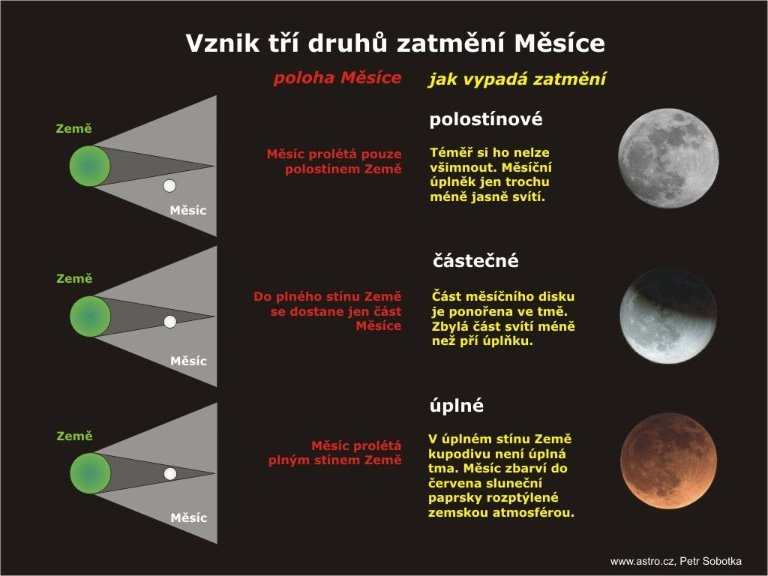 Vznik tří druhů zatmění Měsíce
poloha Měsíce
jak vypadá zatmění
Země
Měsíc
Měsíc prolétá pouze
polostínem Země
polostínové
Téměř si ho nelze
všimnout. Měsíční
úplněk jen trochu
méně jasně svítí.
Země
Měsíc
Do plného stínu Země
se dostane jen část
Měsíce
částečné
Část měsíčního disku
je ponořena ve tmě.
Zbylá část svítí méně
než pří úplňku.
Země
Měsíc
Měsíc prolétá
plným stínem Země
úplné
V úplném stínu Země
kupodivu není úplná
tma. Měsíc zbarví do
červena sluneční
paprsky rozptýlené
zemskou atmosférou.
www.astro.cz, Petr Sobotka